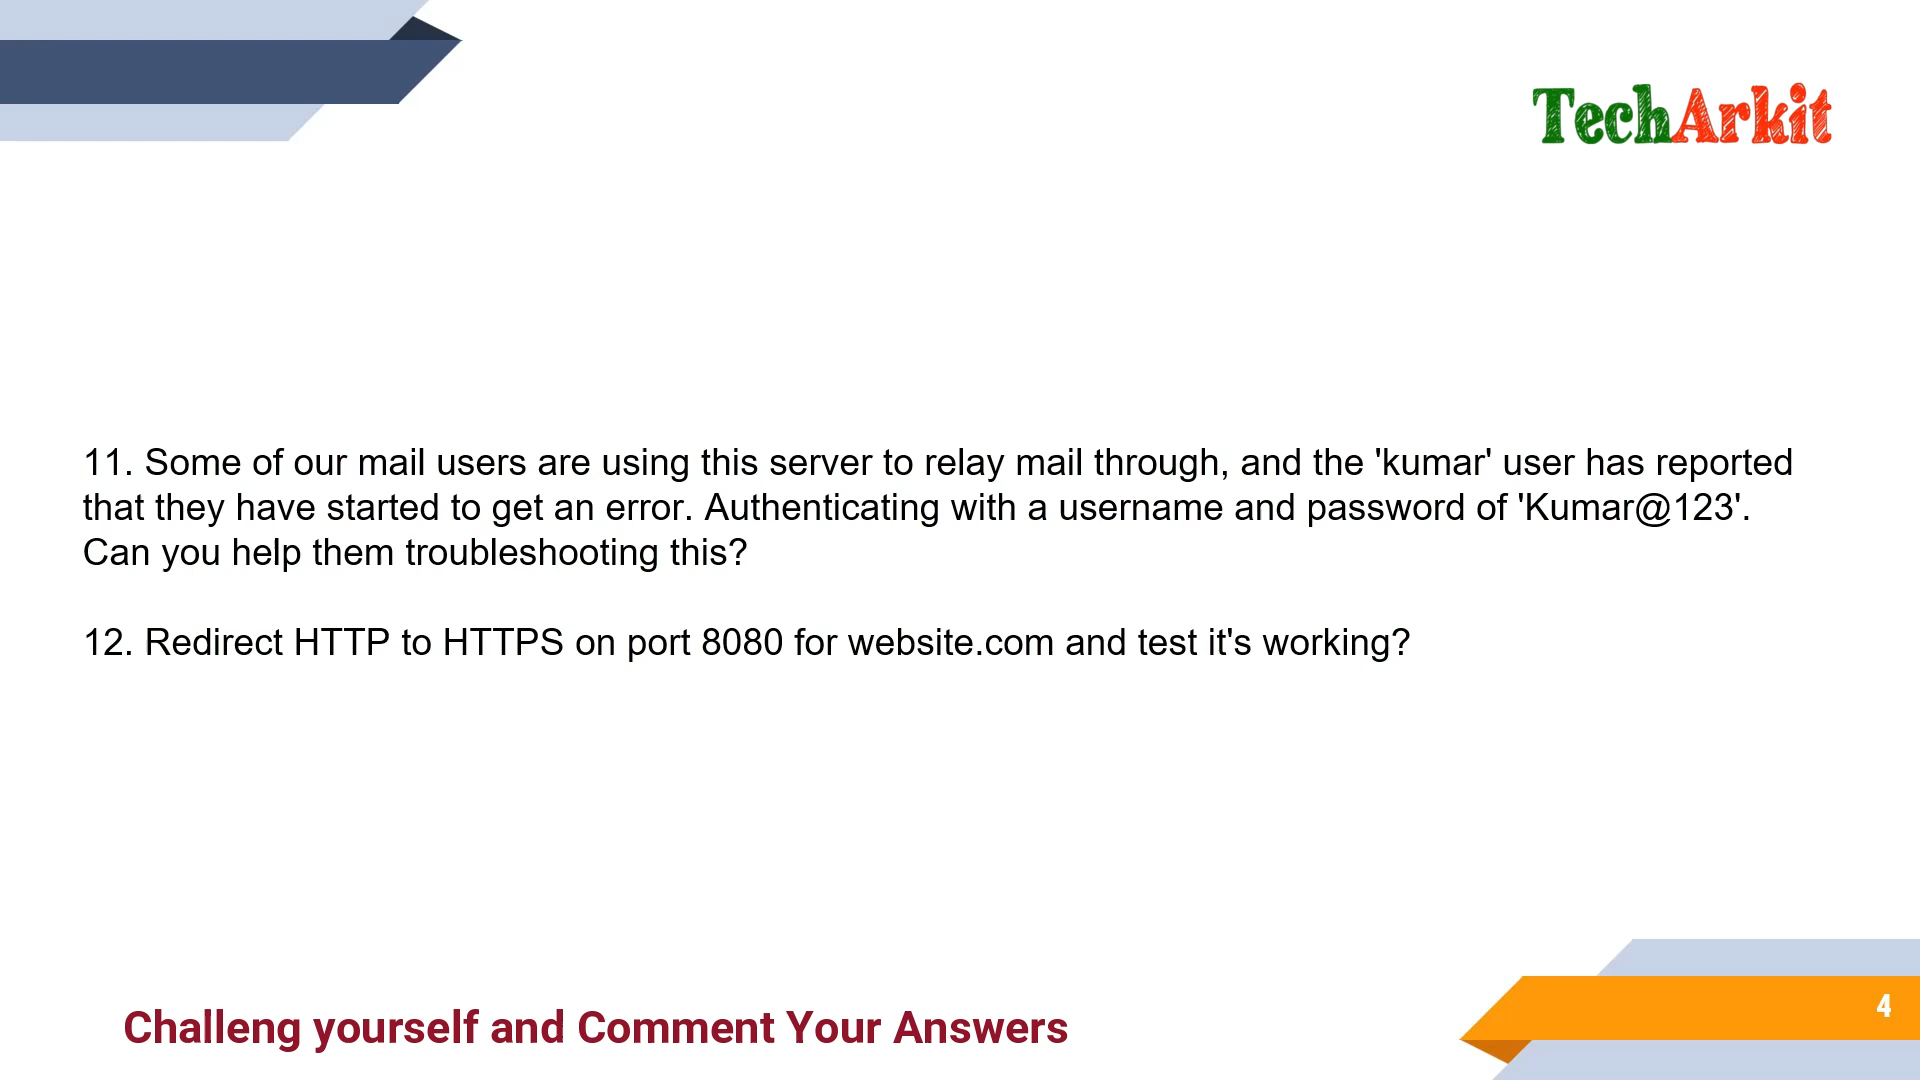 TechArkit
11. Some of our mail users are using this server to relay mail through, and the 'kumar' user has reported
that they have started to get an error. Authenticating with a username and password of 'Kumar@123'.
Can you help them troubleshooting this?
12. Redirect HTTP to HTTPS on port 8080 for website.com and test it's working?
Challeng yourself and Comment Your Answers
4